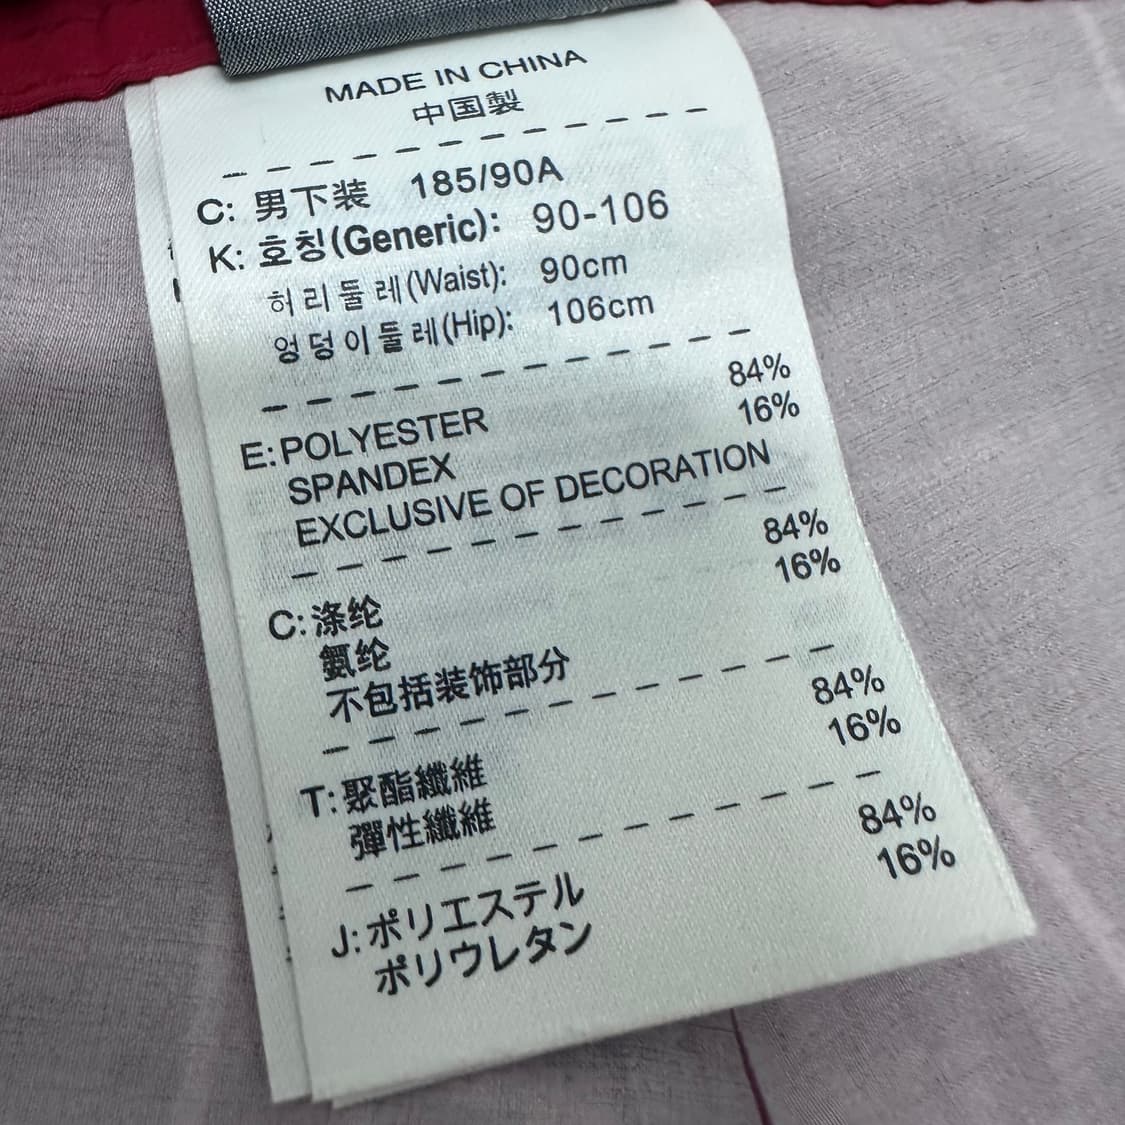 MADE IN CHINA
中国製
C: 男下装 185/90A
K: 호칭(Generic): 90-106
허리둘레(Waist): 90cm
엉덩이둘레(Hip): 106cm
E:POLYESTER 84%
SPANDEX 16%
EXCLUSIVE OF DECORATION
C:涤纶 84%
氨纶 16%
不包括装饰部分
T:聚酯纖維 84%
彈性纖維 16%
J:ポリエステル 84%
ポリウレタン 16%